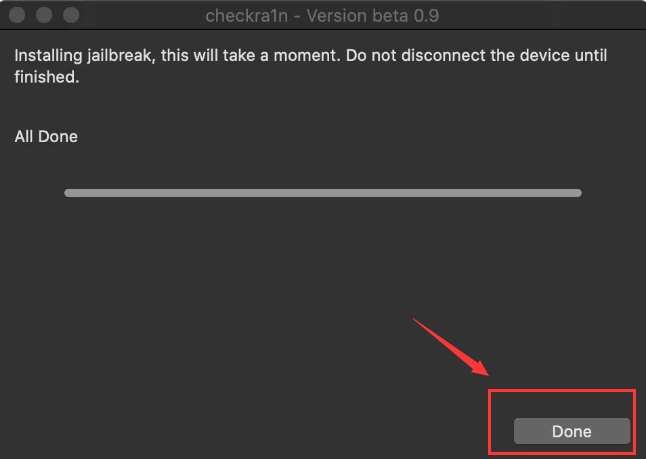 checkra1n - Version beta 0.9
Installing jailbreak, this will take a moment. Do not disconnect the device until
finished.
All Done
Done